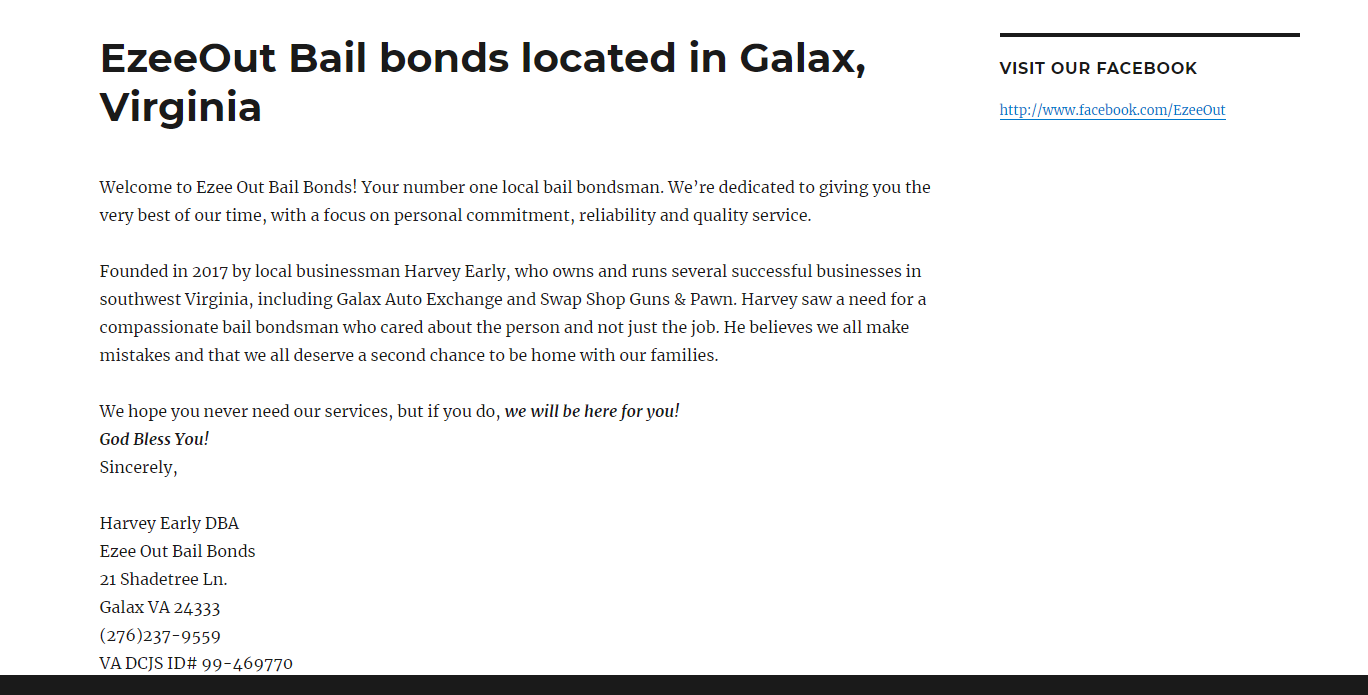 EzeeOut Bail bonds located in Galax,
Virginia
VISIT OUR FACEBOOK
http://www.facebook.com/EzeeOut
Welcome to Ezee Out Bail Bonds! Your number one local bail bondsman. We’re dedicated to giving you the
very best of our time, with a focus on personal commitment, reliability and quality service.
Founded in 2017 by local businessman Harvey Early, who owns and runs several successful businesses in
southwest Virginia, including Galax Auto Exchange and Swap Shop Guns & Pawn. Harvey saw a need for a
compassionate bail bondsman who cared about the person and not just the job. He believes we all make
mistakes and that we all deserve a second chance to be home with our families.
We hope you never need our services, but if you do, we will be here for you!
God Bless You!
Sincerely,
Harvey Early DBA
Ezee Out Bail Bonds
21 Shadetree Ln.
Galax VA 24333
(276)237-9559
VA DCJS ID# 99-469770